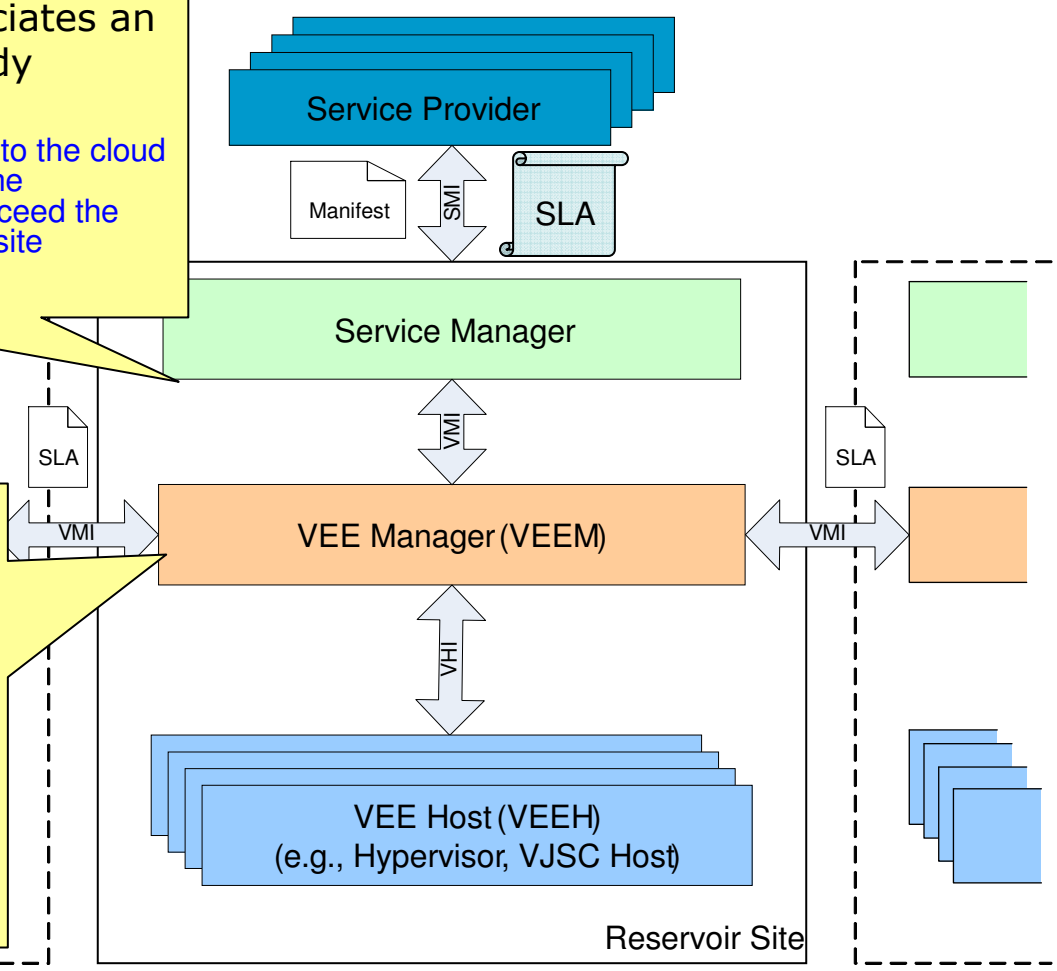 ciates an
dy
to the cloud
ne
ceed the
site
Service Provider
Manifest
SMI
SLA
Service Manager
VMI
SLA
SLA
VMI
VEE Manager (VEEM)
VMI
VHI
VEE Host (VEEH)
(e.g., Hypervisor, VJSC Host)
Reservoir Site